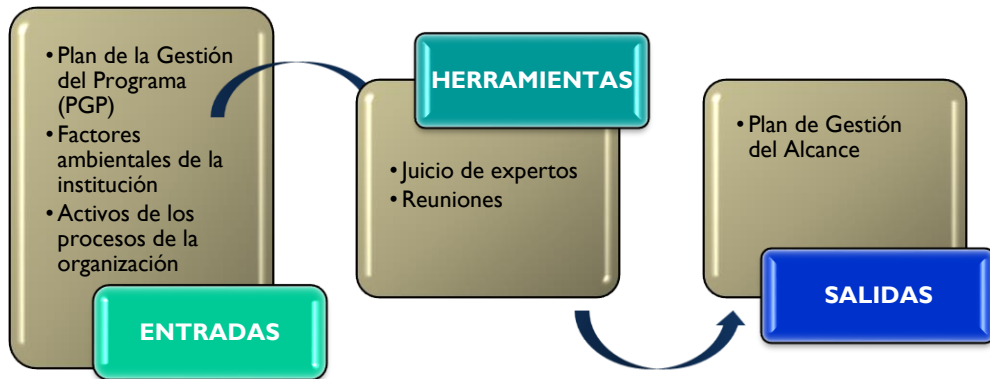 • Plan de la Gestión
del Programa
(PGP)
• Factores
ambientales de la
institución
• Activos de los
procesos de la
organización
ENTRADAS
HERRAMIENTAS
• Juicio de expertos
• Reuniones
• Plan de Gestión
del Alcance
SALIDAS